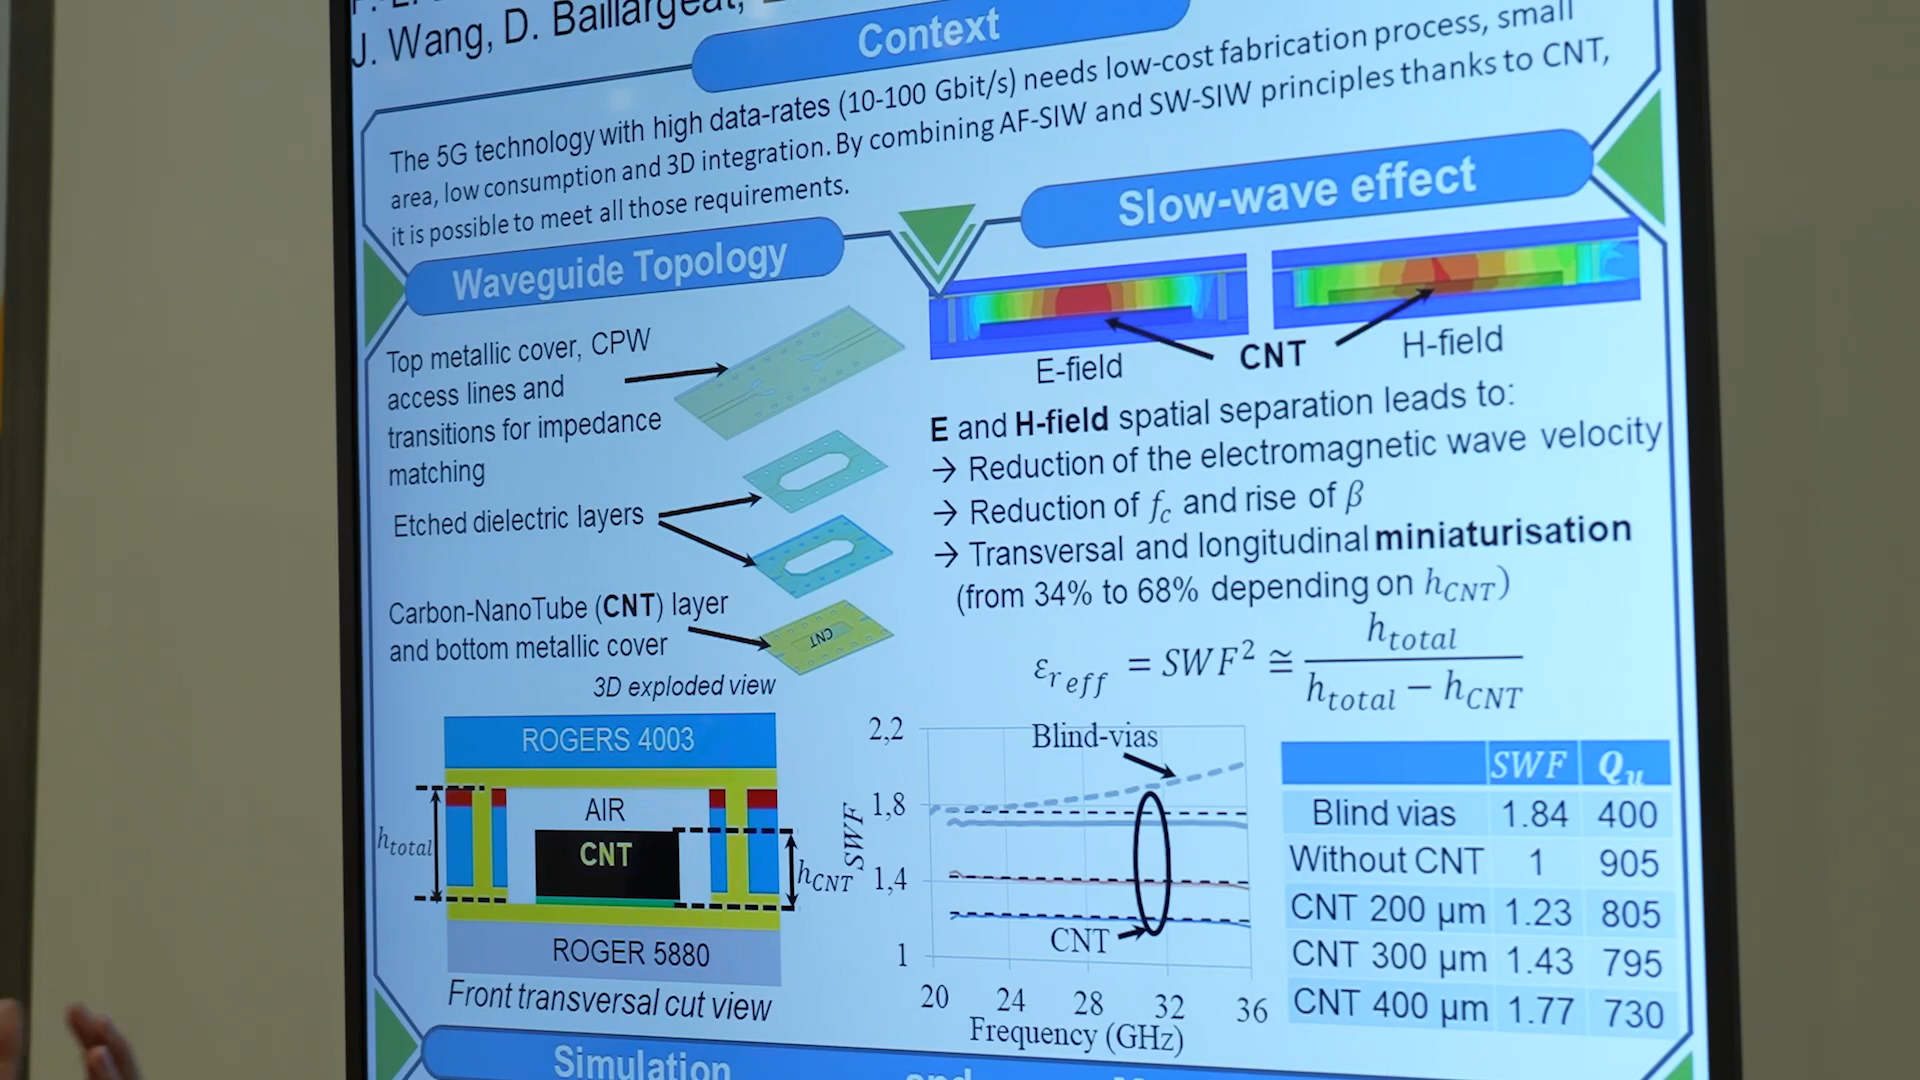 J. Wang, D. Baillargeat,
Context
The 5G technology with high data-rates (10-100 Gbit/s) needs low-cost fabrication process, small
area, low consumption and 3D integration. By combining AF-SIW and SW-SIW principles thanks to CNT,
it is possible to meet all those requirements.
Waveguide Topology
Top metallic cover, CPW
access lines and
transitions for impedance
matching
Etched dielectric layers
Carbon-NanoTube (CNT) layer
and bottom metallic cover
CNT
3D exploded view
ROGERS 4003
AIR
CNT
h_total
h_CNT
ROGER 5880
Front transversal cut view
Slow-wave effect
CNT
E-field
H-field
E and H-field spatial separation leads to:
→ Reduction of the electromagnetic wave velocity
→ Reduction of f_c and rise of β
→ Transversal and longitudinal miniaturisation
(from 34% to 68% depending on h_CNT)
ε_r_eff = SWF² ≅ h_total / (h_total − h_CNT)
SWF
2,2
1,8
1,4
1
Blind-vias
CNT
20 24 28 32 36
Frequency (GHz)
SWF Q_u
Blind vias 1.84 400
Without CNT 1 905
CNT 200 µm 1.23 805
CNT 300 µm 1.43 795
CNT 400 µm 1.77 730
Simulation and